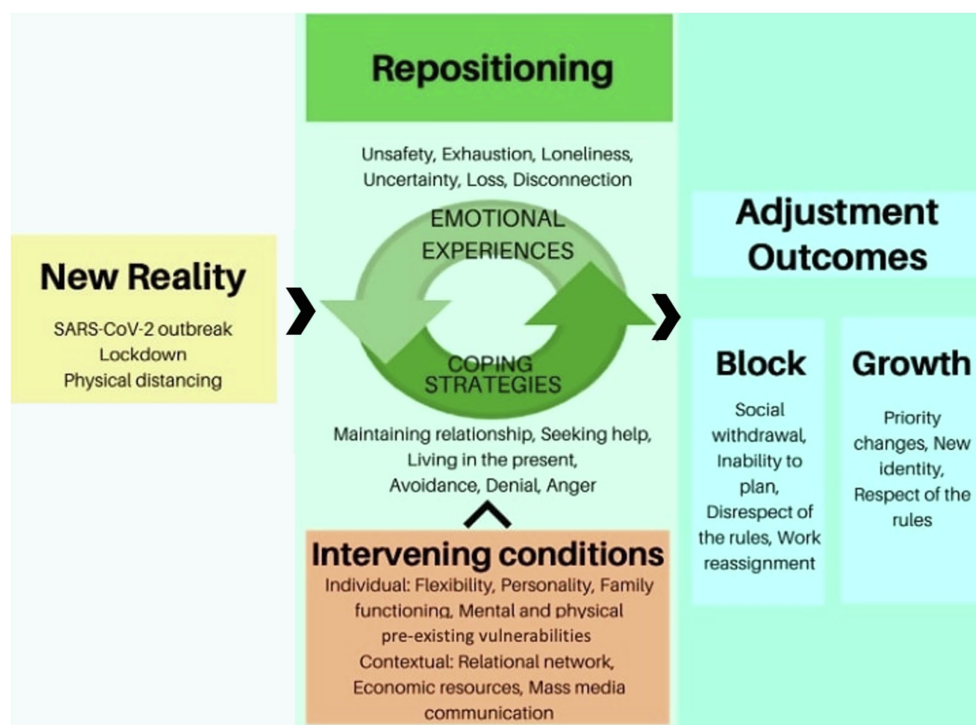 Repositioning
Unsafety, Exhaustion, Loneliness,
Uncertainty, Loss, Disconnection
EMOTIONAL
EXPERIENCES
COPING
STRATEGIES
Maintaining relationship, Seeking help,
Living in the present,
Avoidance, Denial, Anger
New Reality
SARS-CoV-2 outbreak
Lockdown
Physical distancing
Intervening conditions
Individual: Flexibility, Personality, Family
functioning, Mental and physical
pre-existing vulnerabilities
Contextual: Relational network,
Economic resources, Mass media
communication
Adjustment
Outcomes
Block
Social
withdrawal,
Inability to
plan,
Disrespect of
the rules, Work
reassignment
Growth
Priority
changes, New
identity,
Respect of the
rules